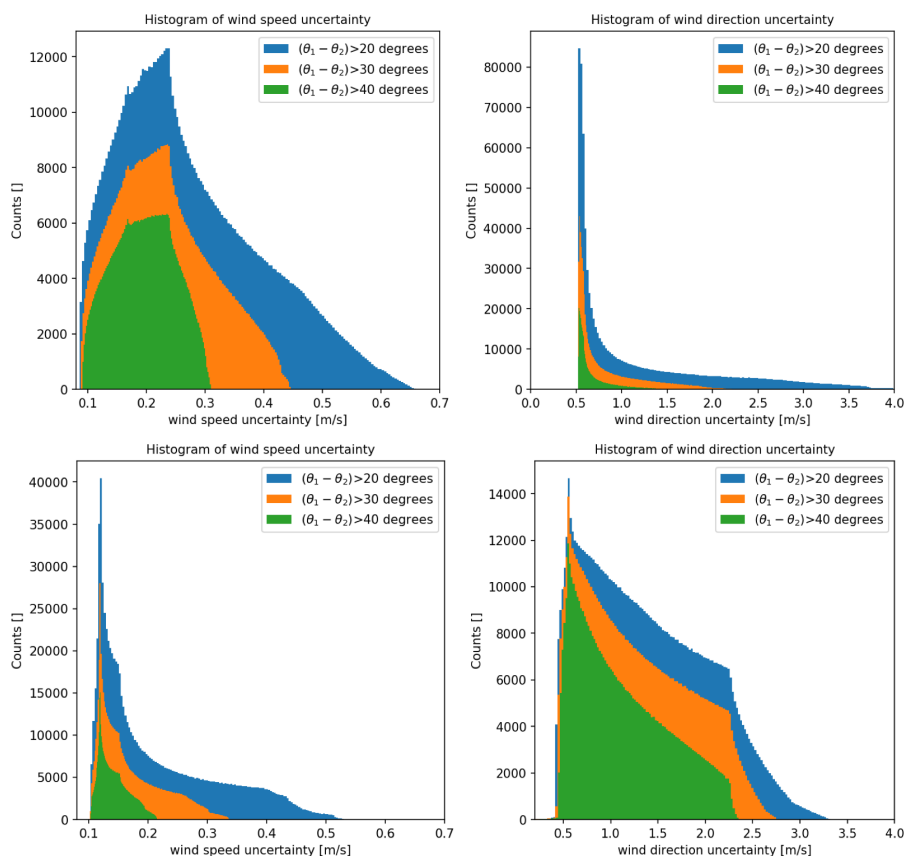 Histogram of wind speed uncertainty
(θ₁ − θ₂)>20 degrees
(θ₁ − θ₂)>30 degrees
(θ₁ − θ₂)>40 degrees
12000
10000
8000
6000
4000
2000
0
Counts []
0.1 0.2 0.3 0.4 0.5 0.6 0.7
wind speed uncertainty [m/s]
Histogram of wind direction uncertainty
(θ₁ − θ₂)>20 degrees
(θ₁ − θ₂)>30 degrees
(θ₁ − θ₂)>40 degrees
80000
70000
60000
50000
40000
30000
20000
10000
0
Counts []
0.0 0.5 1.0 1.5 2.0 2.5 3.0 3.5 4.0
wind direction uncertainty [m/s]
Histogram of wind speed uncertainty
(θ₁ − θ₂)>20 degrees
(θ₁ − θ₂)>30 degrees
(θ₁ − θ₂)>40 degrees
40000
35000
30000
25000
20000
15000
10000
5000
0
Counts []
0.1 0.2 0.3 0.4 0.5 0.6 0.7
wind speed uncertainty [m/s]
Histogram of wind direction uncertainty
(θ₁ − θ₂)>20 degrees
(θ₁ − θ₂)>30 degrees
(θ₁ − θ₂)>40 degrees
14000
12000
10000
8000
6000
4000
2000
0
Counts []
0.5 1.0 1.5 2.0 2.5 3.0 3.5 4.0
wind direction uncertainty [m/s]